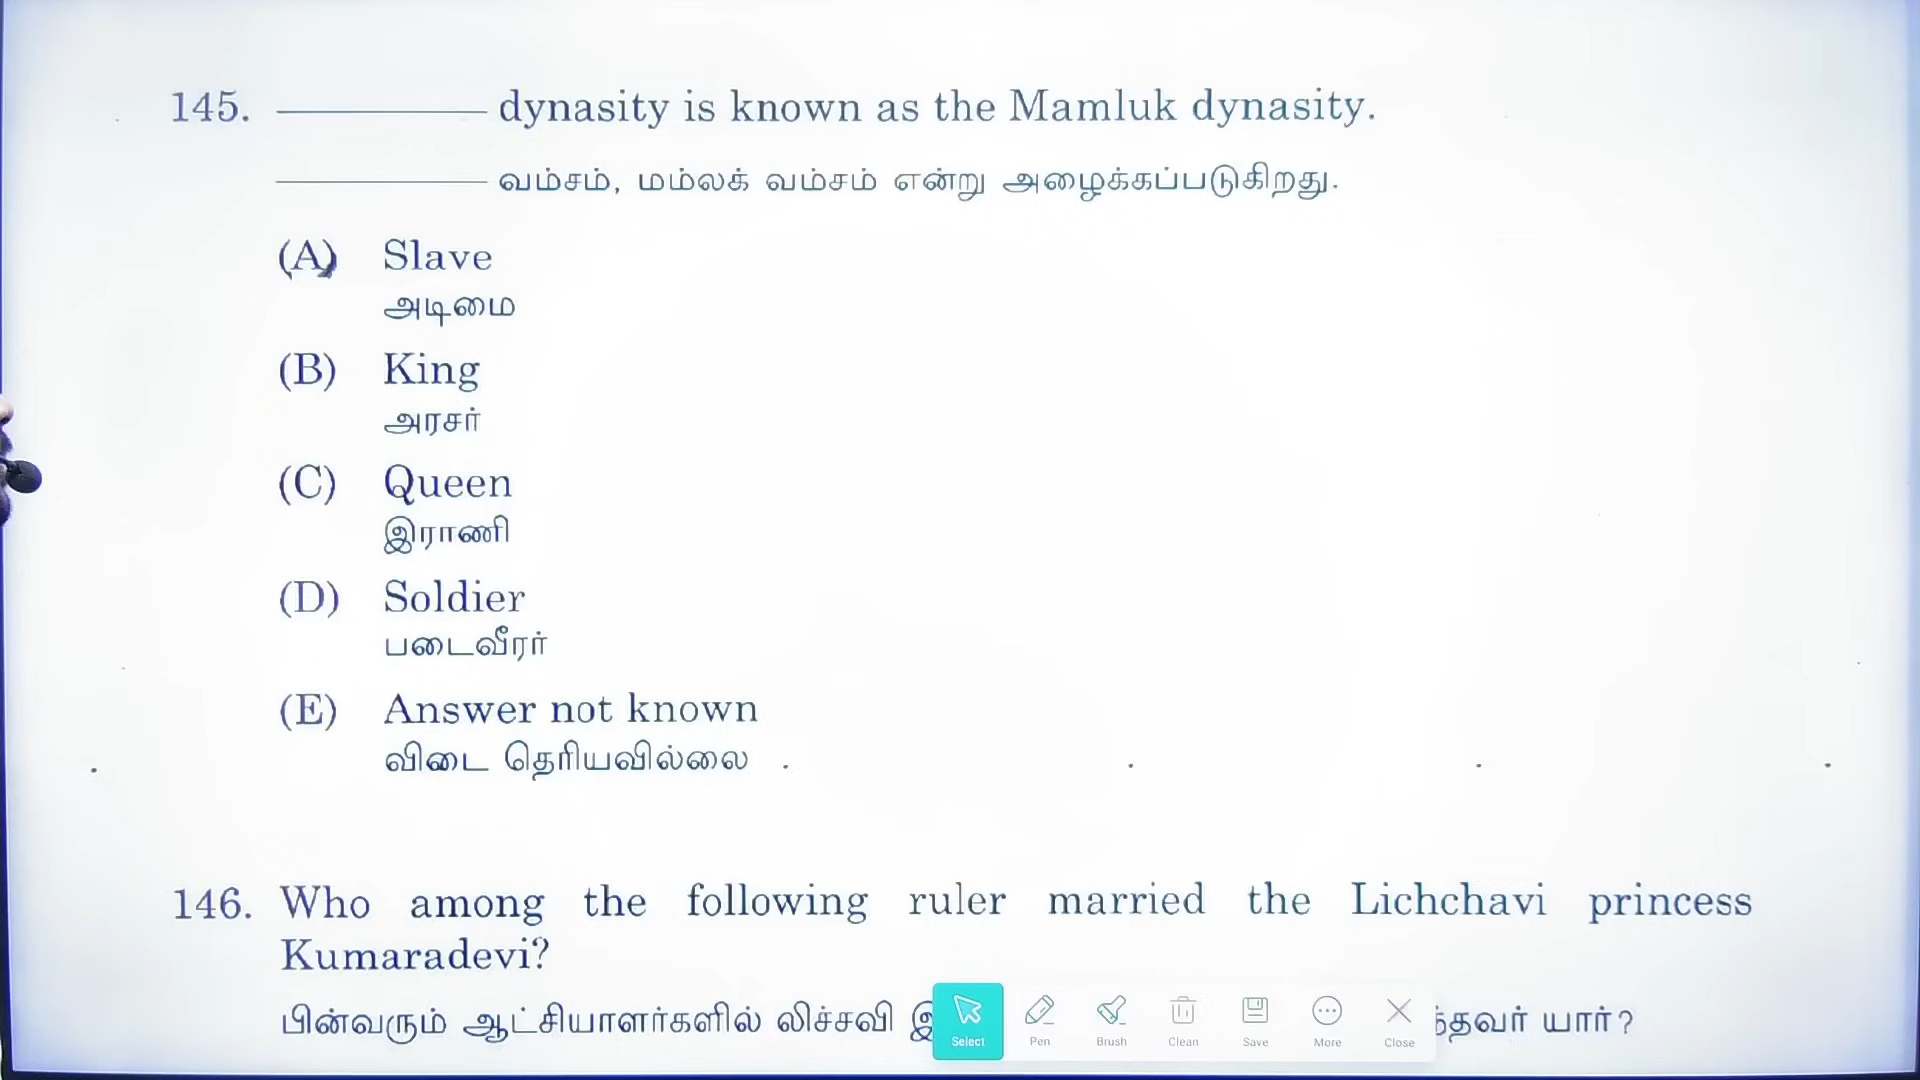 145. ________ dynasity is known as the Mamluk dynasity.
________ வம்சம், மம்லக் வம்சம் என்று அழைக்கப்படுகிறது.
(A) Slave
அடிமை
(B) King
அரசர்
(C) Queen
இராணி
(D) Soldier
படைவீரர்
(E) Answer not known
விடை தெரியவில்லை
146. Who among the following ruler married the Lichchavi princess
Kumaradevi?
பின்வரும் ஆட்சியாளர்களில் லிச்சவி யார்?
Select Pen Brush Clean Save More Close